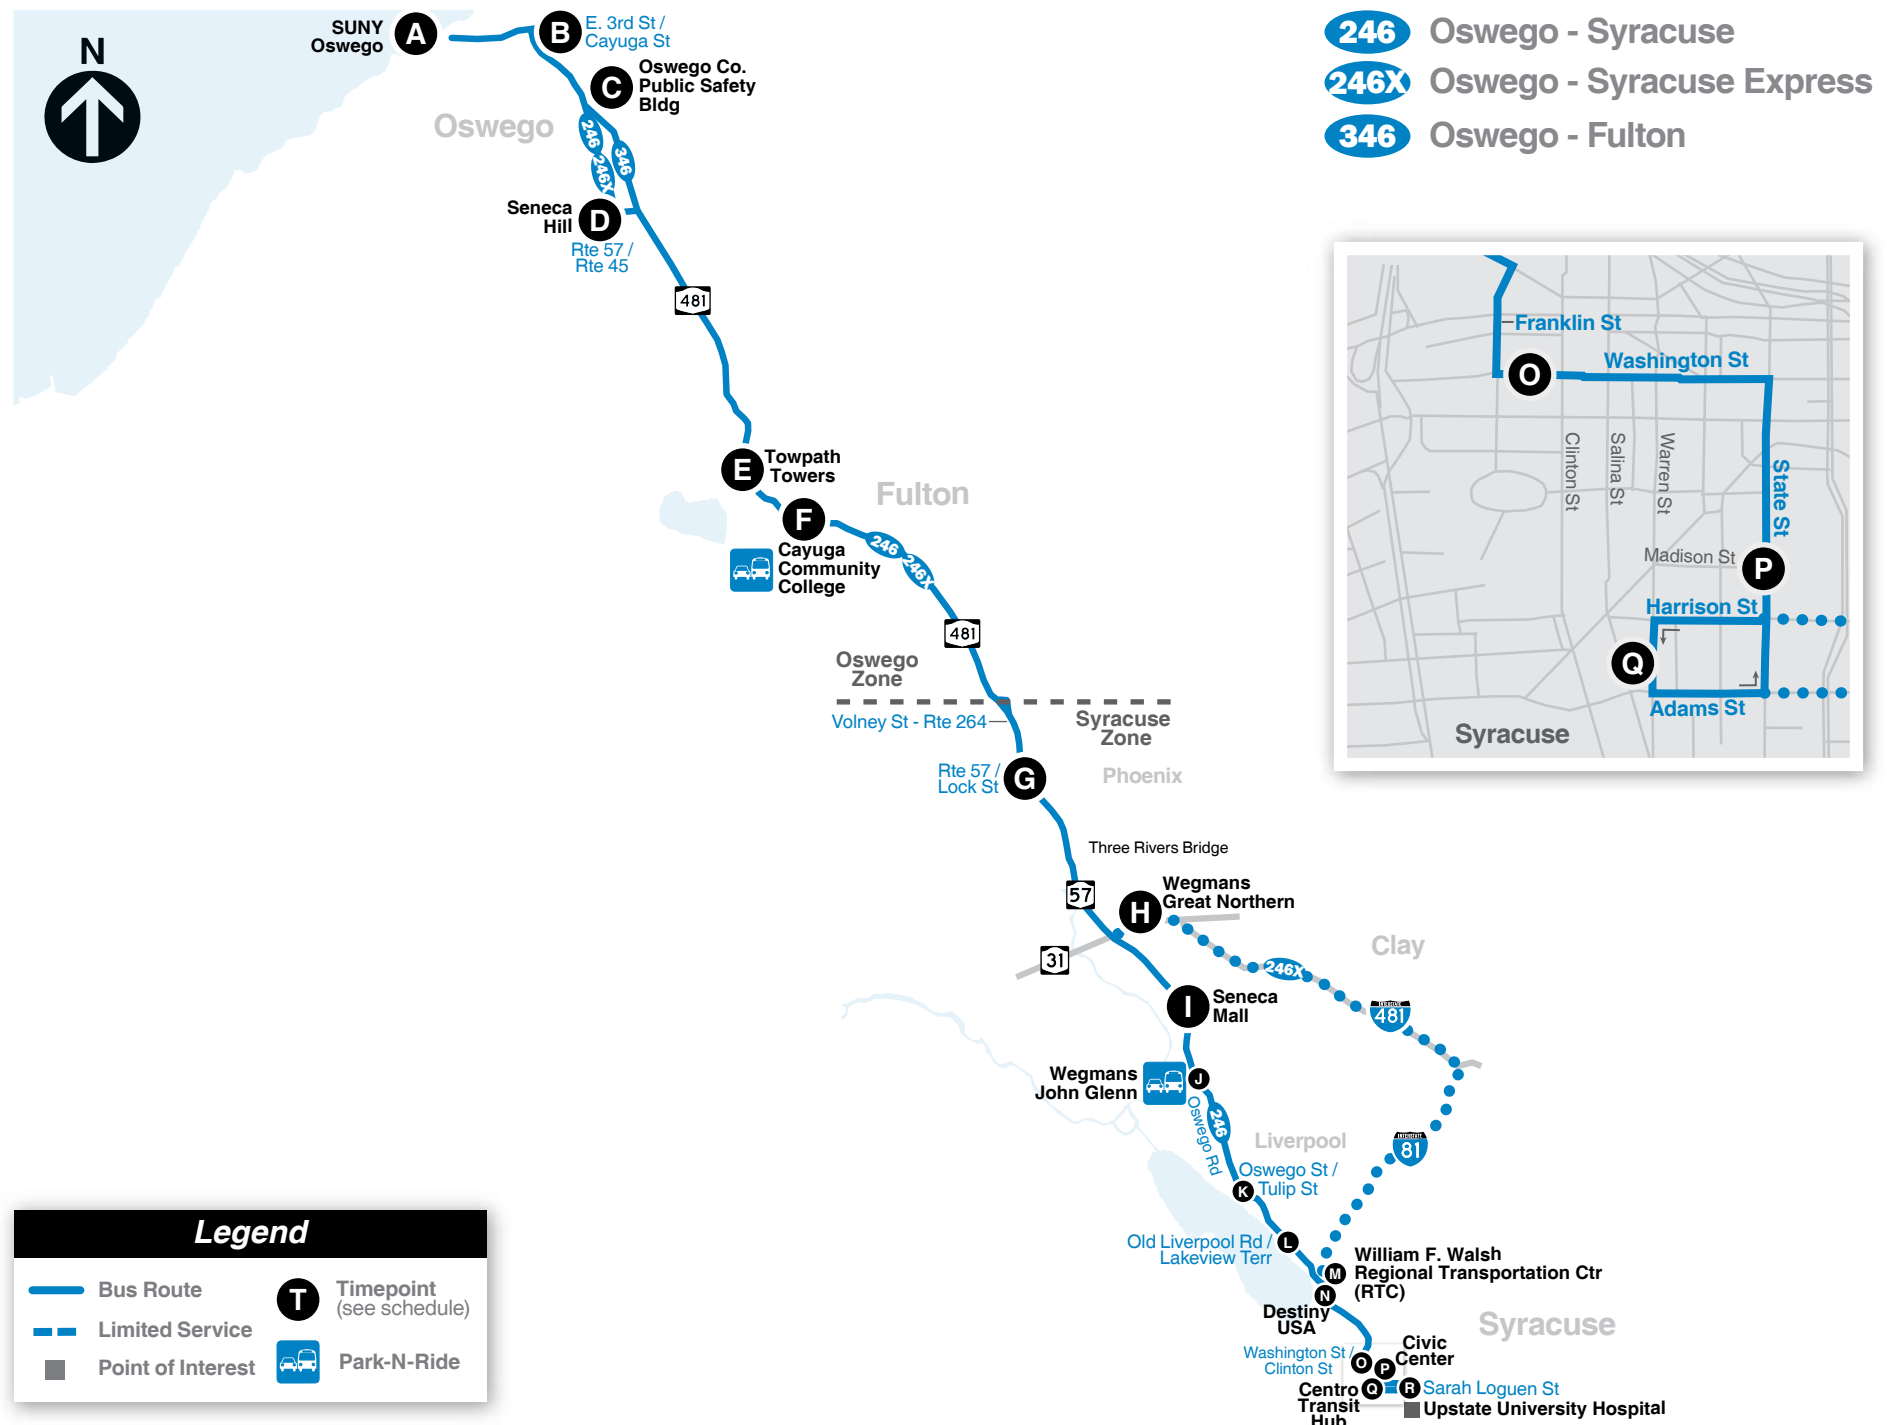 N
SUNY
Oswego
A
B
E. 3rd St /
Cayuga St
C
Oswego Co.
Public Safety
Bldg
Oswego
246
246X
346
Seneca
Hill
D
Rte 57 /
Rte 45
481
E
Towpath
Towers
Fulton
F
Cayuga
Community
College
246
246X
481
Oswego
Zone
Volney St - Rte 264
Syracuse
Zone
Rte 57 /
Lock St
G
Phoenix
Three Rivers Bridge
57
H
Wegmans
Great Northern
31
Clay
246X
INTERSTATE
481
I
Seneca
Mall
Wegmans
John Glenn
J
Oswego Rd
246
Liverpool
INTERSTATE
81
Oswego St /
Tulip St
K
Old Liverpool Rd /
Lakeview Terr
L
M
William F. Walsh
Regional Transportation Ctr
(RTC)
N
Destiny
USA
Syracuse
Washington St /
Clinton St
O
P
Civic
Center
Centro
Transit
Hub
Q
R
Sarah Loguen St
Upstate University Hospital
246 Oswego - Syracuse
246X Oswego - Syracuse Express
346 Oswego - Fulton
Franklin St
O
Washington St
Clinton St
Salina St
Warren St
State St
Madison St
P
Harrison St
Q
Adams St
Syracuse
Legend
Bus Route
Limited Service
Point of Interest
T
Timepoint
(see schedule)
Park-N-Ride